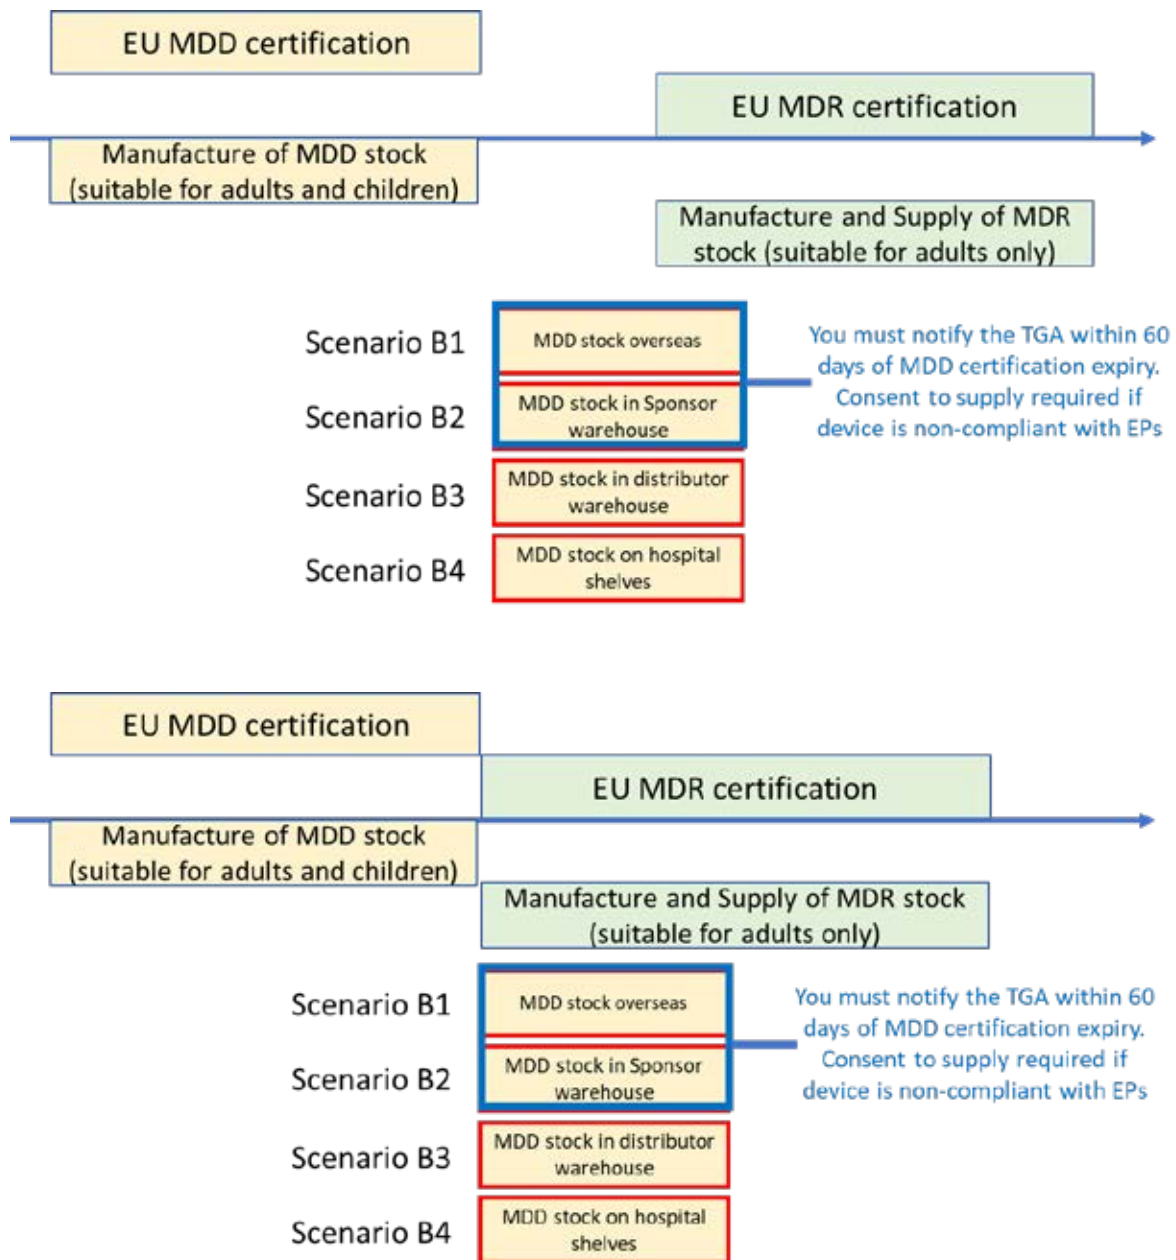 EU MDD certification
EU MDR certification
Manufacture of MDD stock
(suitable for adults and children)
Manufacture and Supply of MDR
stock (suitable for adults only)
Scenario B1
MDD stock overseas
You must notify the TGA within 60
days of MDD certification expiry.
Consent to supply required if
device is non-compliant with EPs
Scenario B2
MDD stock in Sponsor
warehouse
Scenario B3
MDD stock in distributor
warehouse
Scenario B4
MDD stock on hospital
shelves
EU MDD certification
EU MDR certification
Manufacture of MDD stock
(suitable for adults and children)
Manufacture and Supply of MDR stock
(suitable for adults only)
Scenario B1
MDD stock overseas
You must notify the TGA within 60
days of MDD certification expiry.
Consent to supply required if
device is non-compliant with EPs
Scenario B2
MDD stock in Sponsor
warehouse
Scenario B3
MDD stock in distributor
warehouse
Scenario B4
MDD stock on hospital
shelves